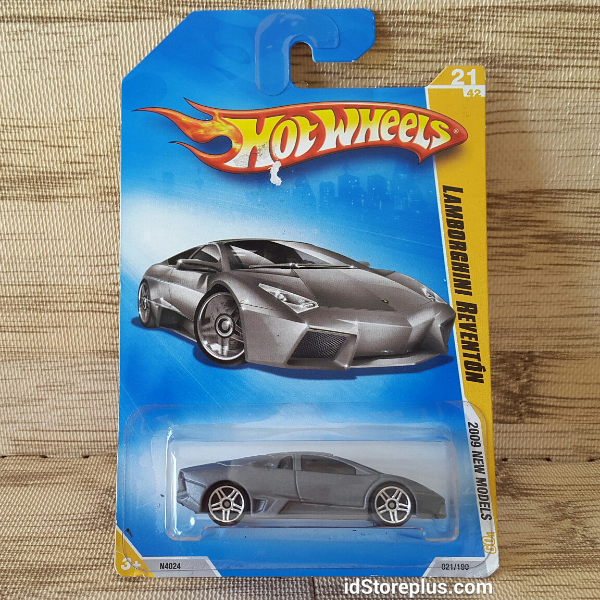 21
42
HOT WHEELS
LAMBORGHINI REVENTÓN
2009 NEW MODELS
3+
N4024
021/190
idStoreplus.com